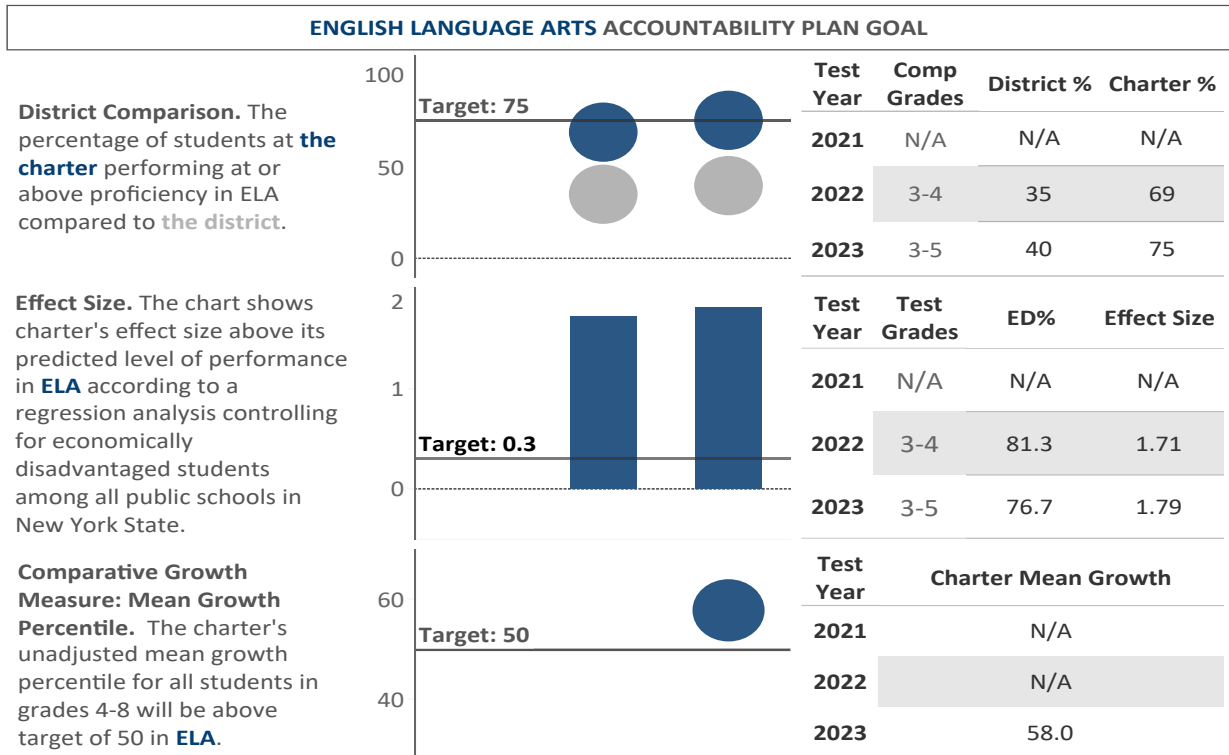 ENGLISH LANGUAGE ARTS ACCOUNTABILITY PLAN GOAL
District Comparison. The
percentage of students at the
charter performing at or
above proficiency in ELA
compared to the district.
100
50
0
Target: 75
Test Year Comp Grades District % Charter %
2021 N/A N/A N/A
2022 3-4 35 69
2023 3-5 40 75
Effect Size. The chart shows
charter's effect size above its
predicted level of performance
in ELA according to a
regression analysis controlling
for economically
disadvantaged students
among all public schools in
New York State.
2
1
0
Target: 0.3
Test Year Test Grades ED% Effect Size
2021 N/A N/A N/A
2022 3-4 81.3 1.71
2023 3-5 76.7 1.79
Comparative Growth
Measure: Mean Growth
Percentile. The charter's
unadjusted mean growth
percentile for all students in
grades 4-8 will be above
target of 50 in ELA.
60
40
Target: 50
Test Year Charter Mean Growth
2021 N/A
2022 N/A
2023 58.0